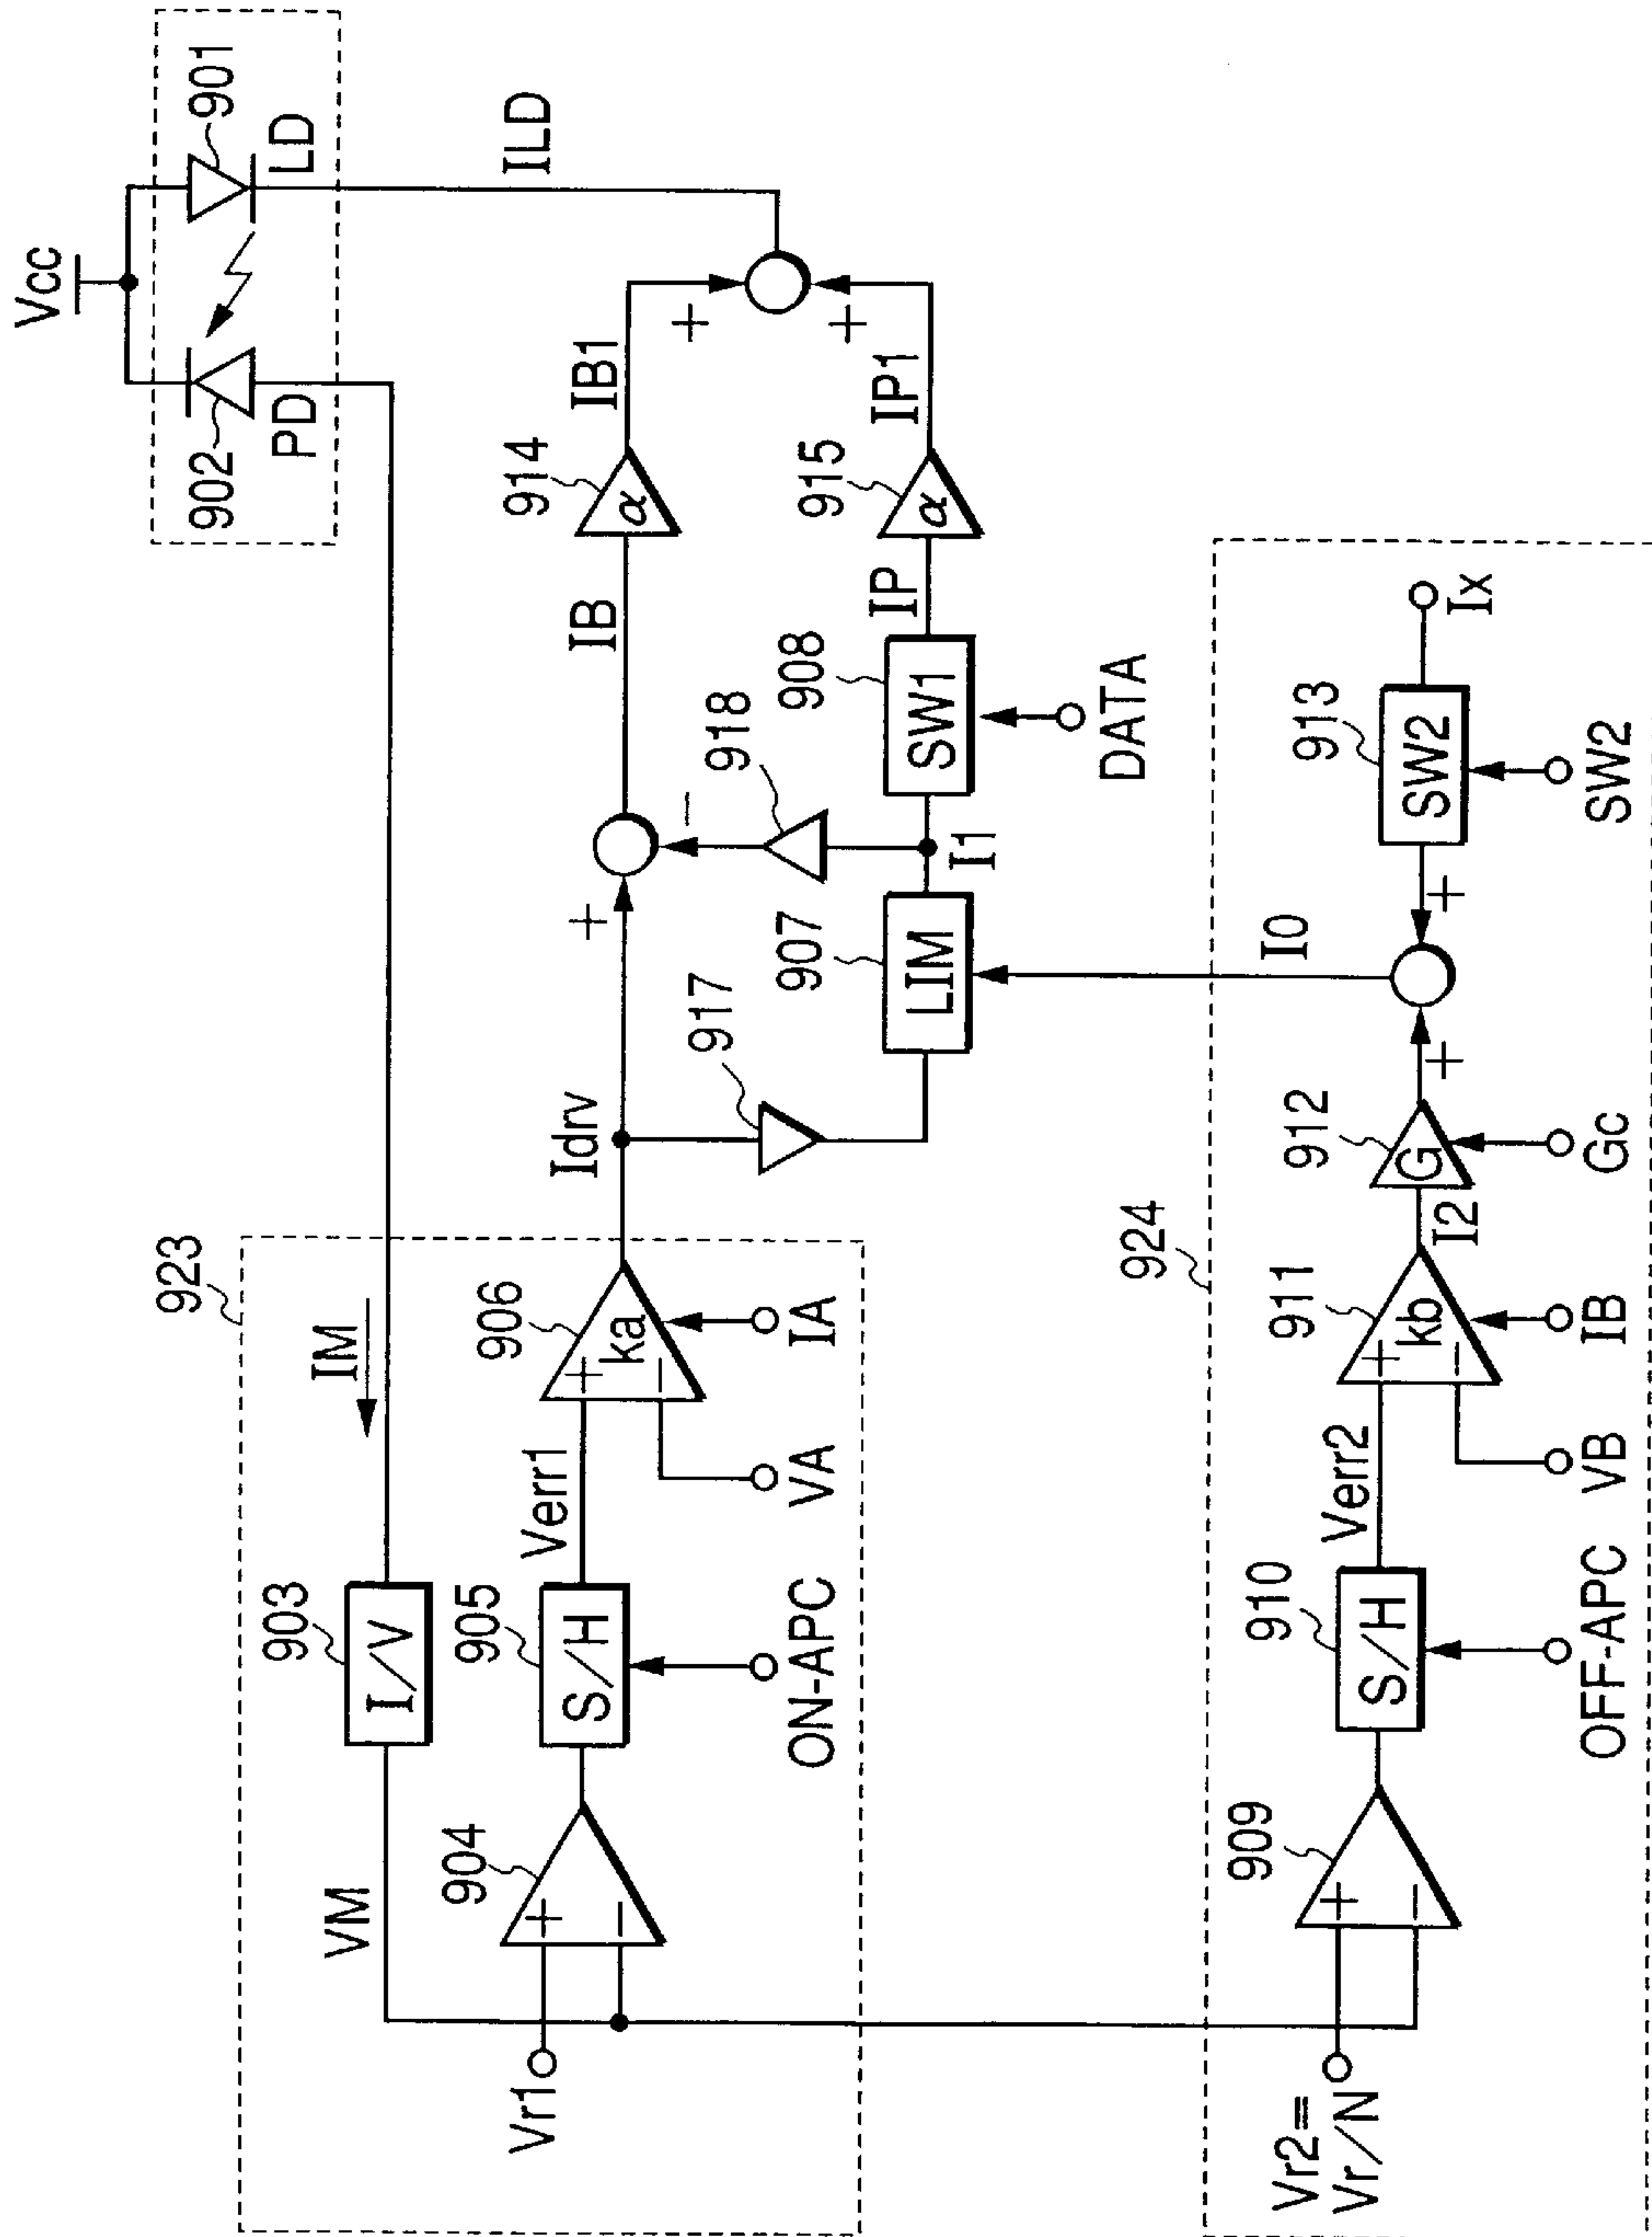 Vcc
902
PD
901
LD
ILD
923
IM
903
I/V
VM
904
+
−
Vr1
905
S/H
ON-APC
Verr1
906
ka
+
−
VA
IA
Idrv
917
+
−
918
IB
914
α
IB1
+
+
907
LIM
I1
908
SW1
DATA
IP
915
α
IP1
I0
924
909
+
−
Vr2=
Vr/N
910
S/H
OFF-APC
Verr2
911
kb
+
−
VB
IB
I2
912
G
Gc
+
+
913
SW2
SW2
Ix